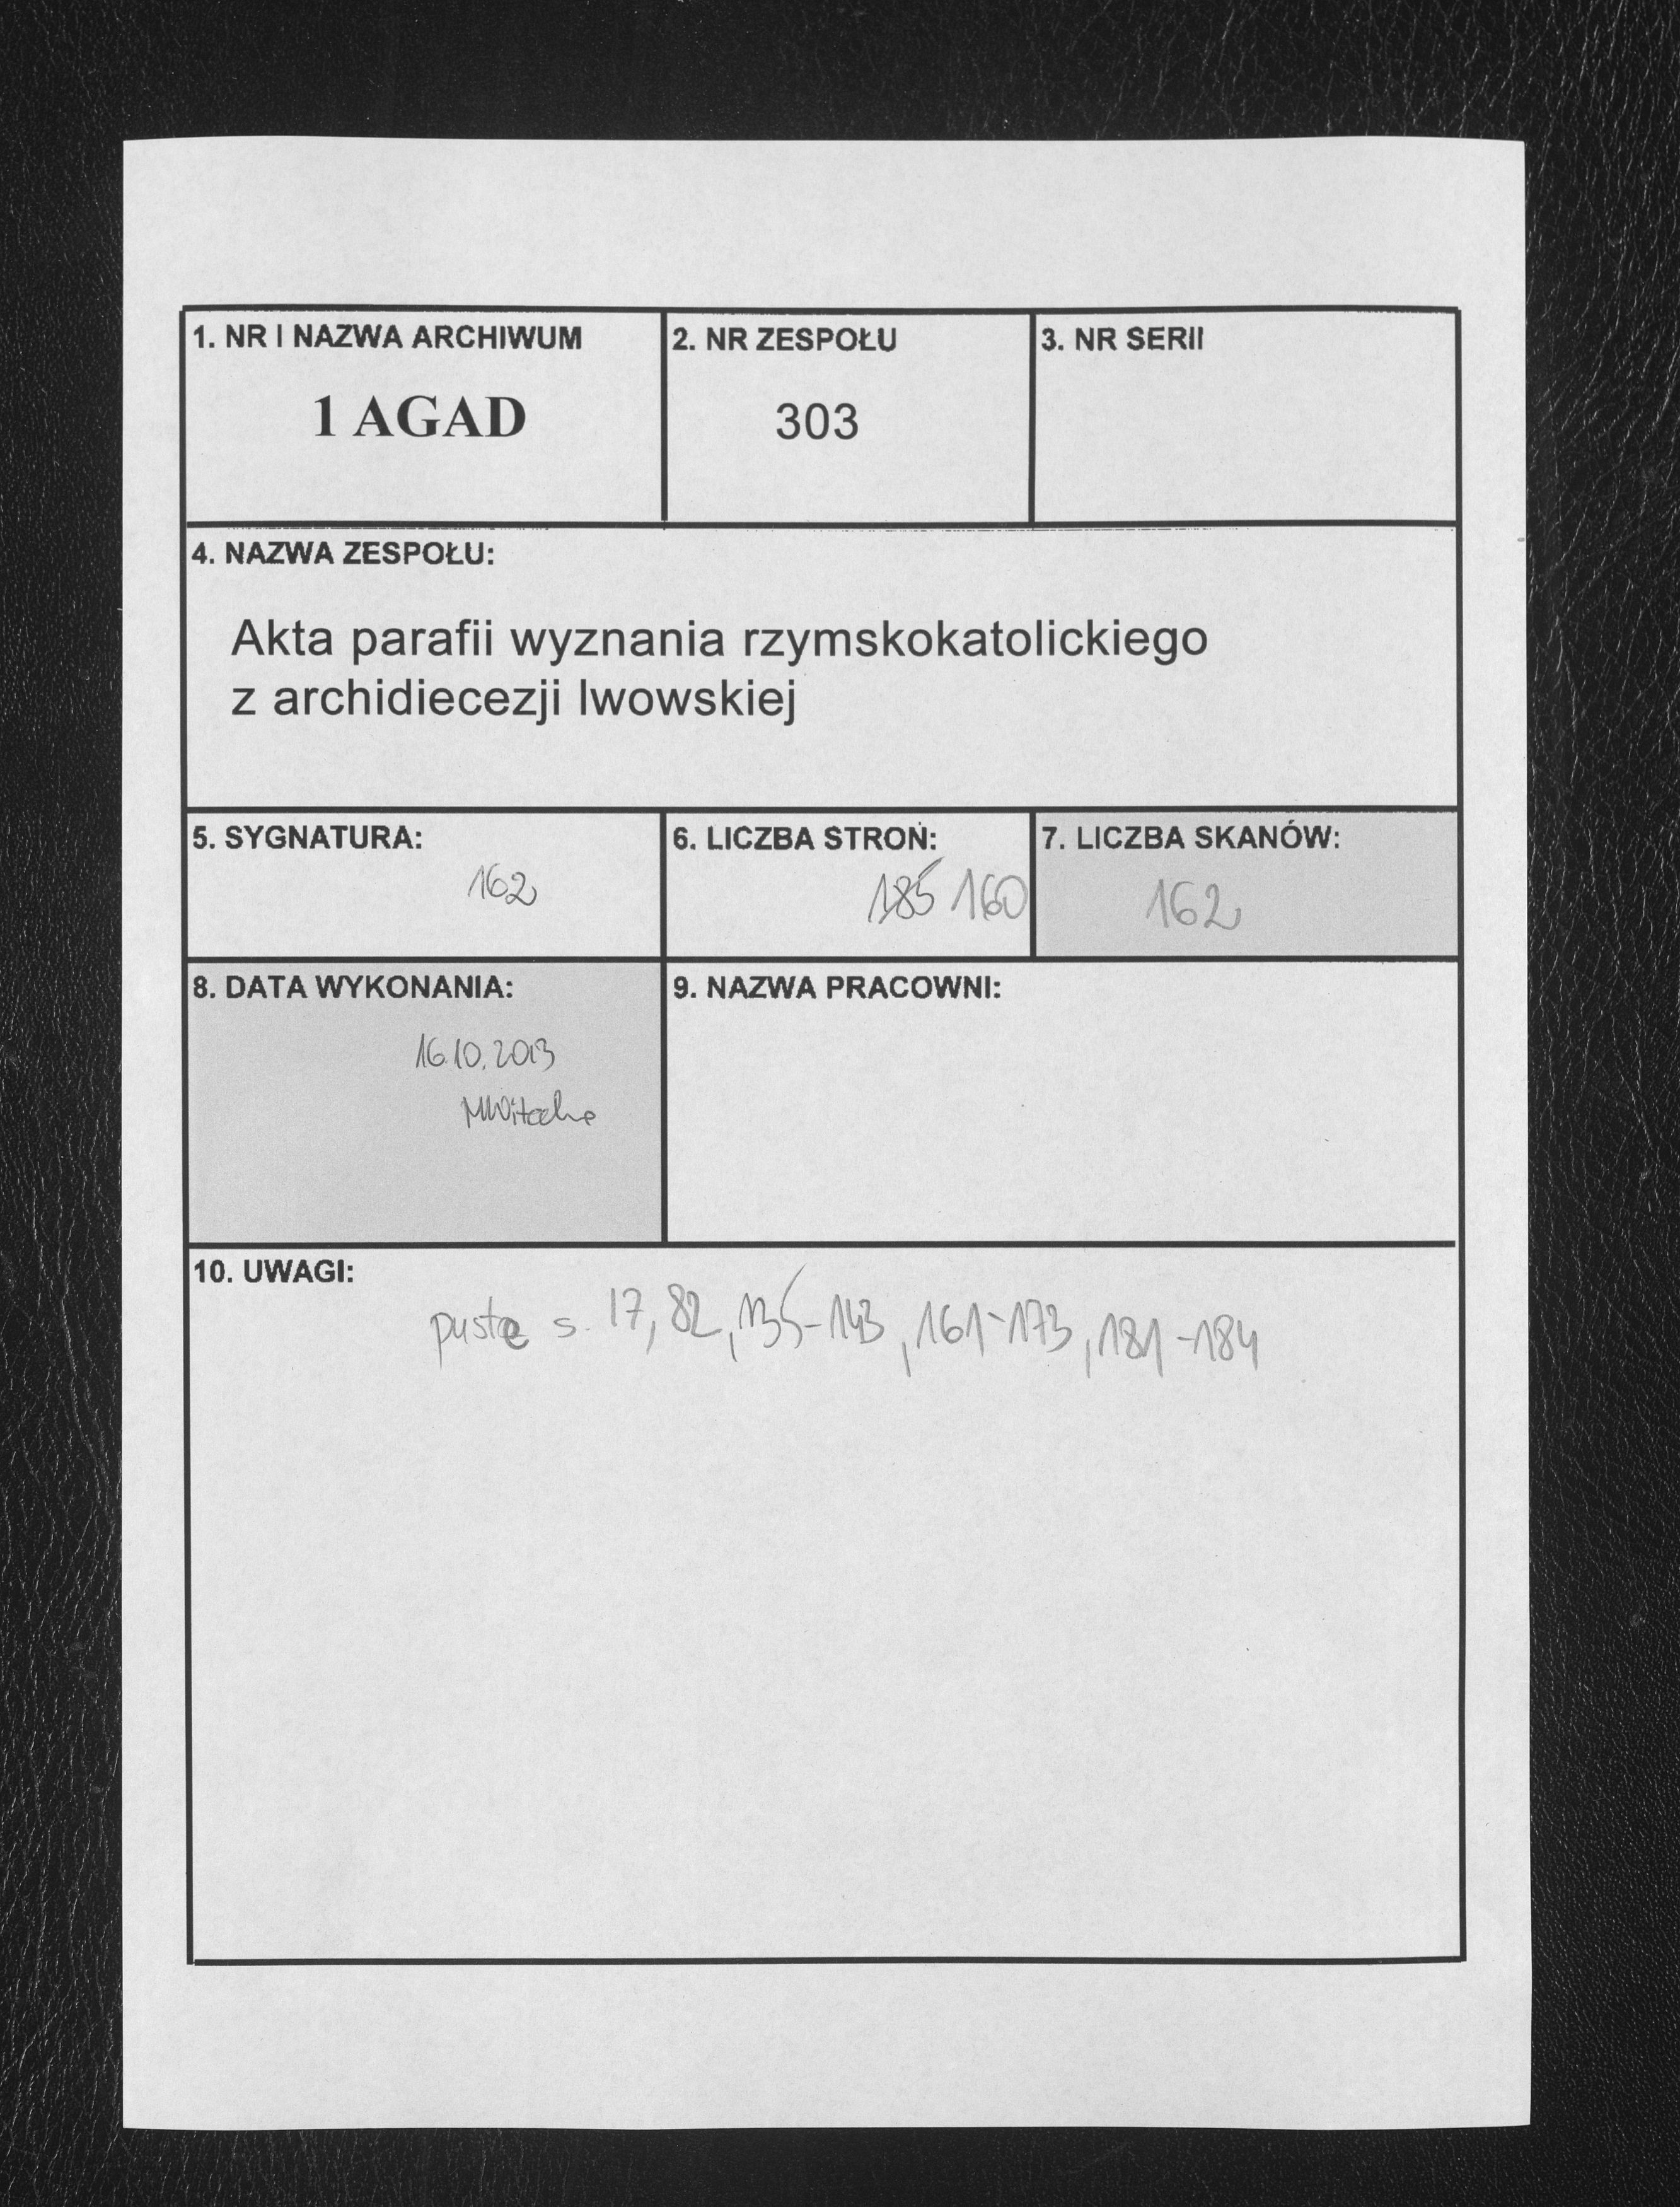 1. NR I NAZWA ARCHIWUM
1 AGAD
2. NR ZESPOŁU
303
3. NR SERII
4. NAZWA ZESPOŁU:
Akta parafii wyznania rzymskokatolickiego
z archidiecezji lwowskiej
5. SYGNATURA:
162
6. LICZBA STRON:
185 160
7. LICZBA SKANÓW:
162
8. DATA WYKONANIA:
16.10.2013
9. NAZWA PRACOWNI:
10. UWAGI:
puste s. 17, 82, 135-143, 161-173, 181-184